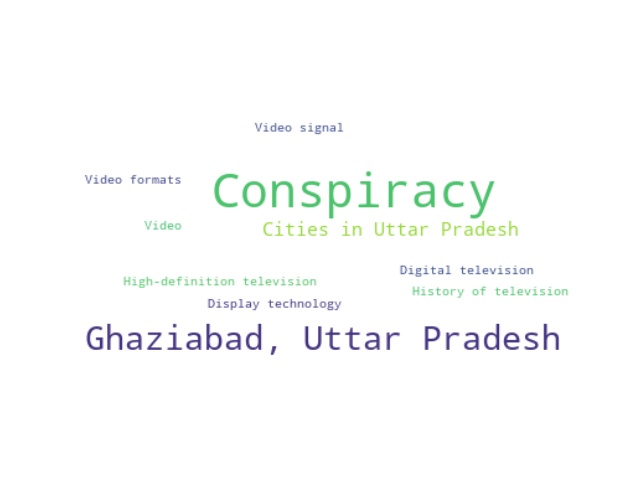 Video signal
Video formats
Conspiracy
Video
Cities in Uttar Pradesh
Digital television
High-definition television
History of television
Display technology
Ghaziabad, Uttar Pradesh